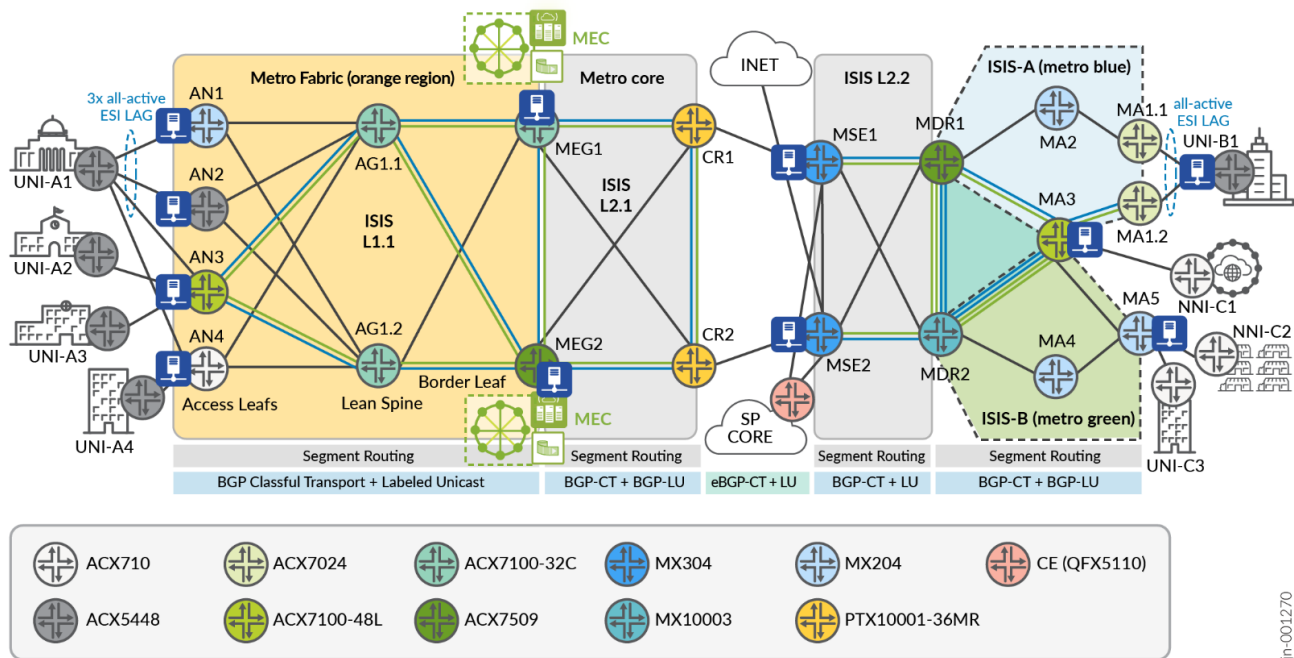 MEC
Metro Fabric (orange region)
Metro core
INET
ISIS L2.2
ISIS-A (metro blue)
3x all-active
ESI LAG
AN1
MA1.1
all-active
ESI LAG
UNI-B1
MSE1
MDR1
MA2
UNI-A1
AG1.1
MEG1
CR1
AN2
ISIS
L2.1
MA3
ISIS
L1.1
MA1.2
UNI-A2
AN3
NNI-C1
MA5
NNI-C2
AN4
AG1.2
MEG2
CR2
MA4
UNI-A3
MSE2
MDR2
Border Leaf
Access Leafs
Lean Spine
MEC
SP
CORE
ISIS-B (metro green)
UNI-A4
UNI-C3
Segment Routing
Segment Routing
Segment Routing
Segment Routing
BGP Classful Transport + Labeled Unicast
BGP-CT + BGP-LU
eBGP-CT + LU
BGP-CT + LU
BGP-CT + BGP-LU
ACX710
ACX7024
ACX7100-32C
MX304
MX204
CE (QFX5110)
ACX5448
ACX7100-48L
ACX7509
MX10003
PTX10001-36MR
jn-001270